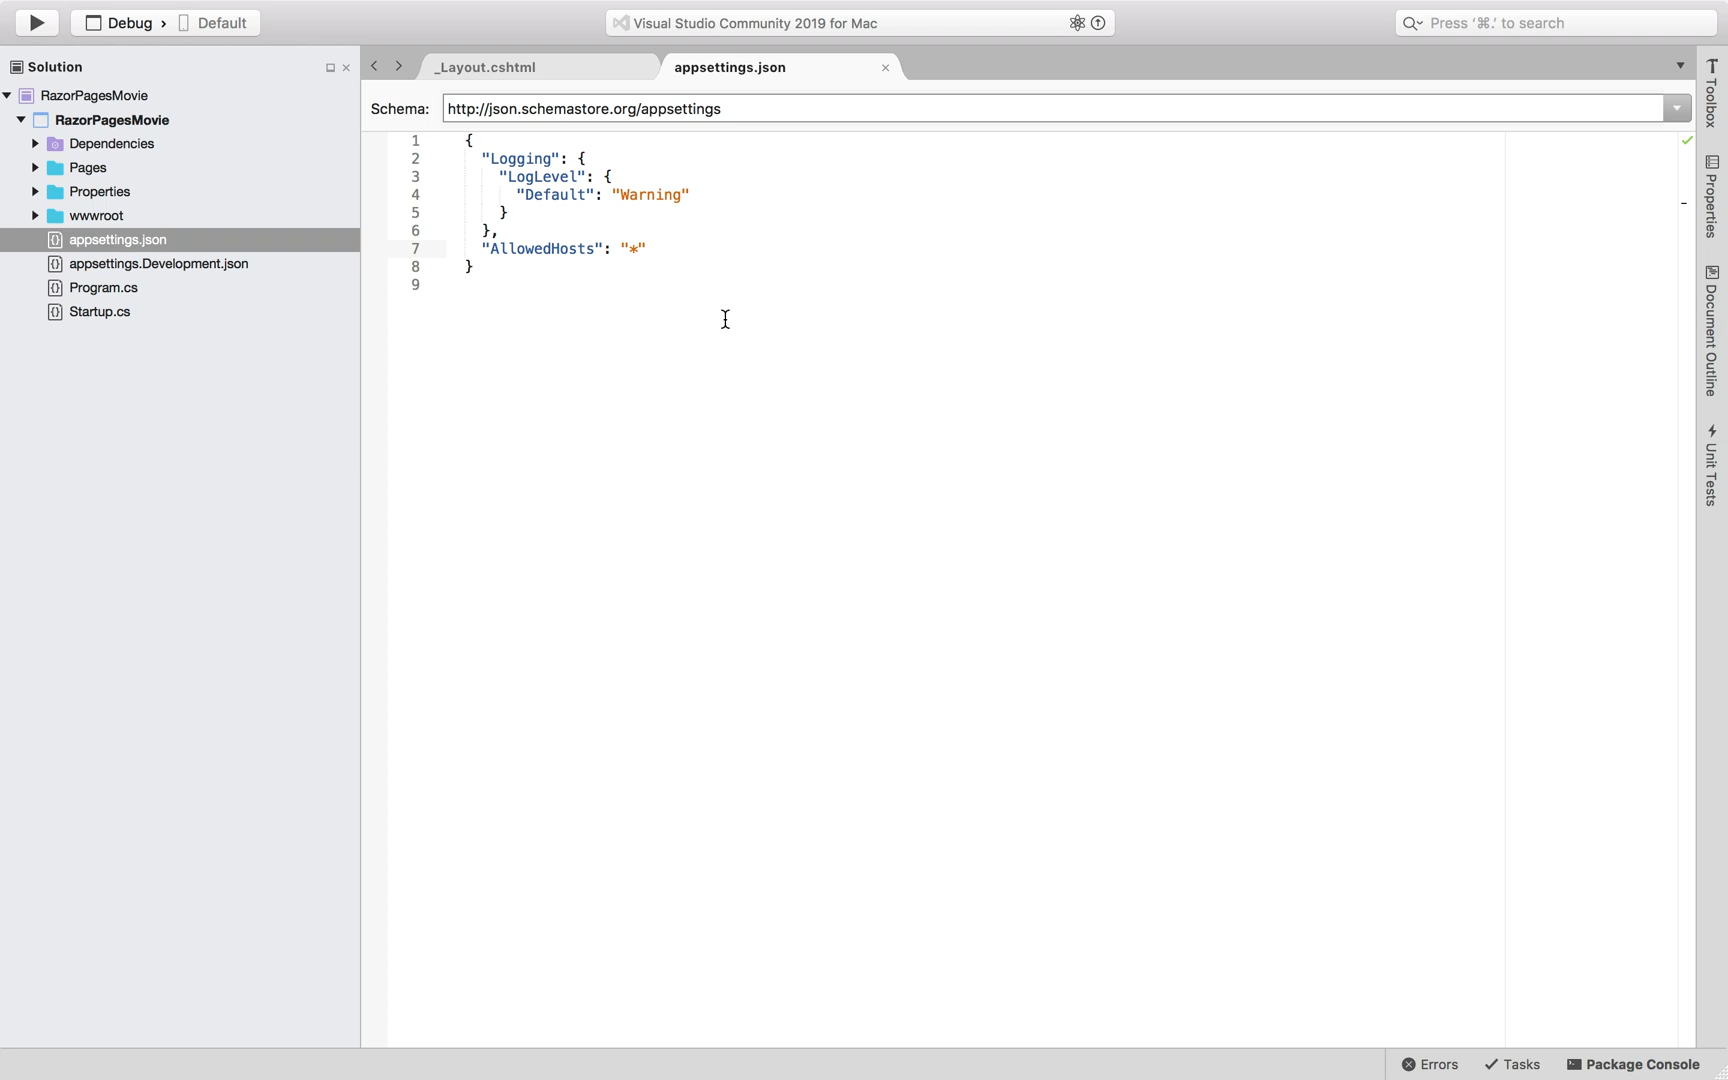 Debug › Default
Visual Studio Community 2019 for Mac
Press ‘⌘.’ to search
Solution
RazorPagesMovie
RazorPagesMovie
Dependencies
Pages
Properties
wwwroot
appsettings.json
appsettings.Development.json
Program.cs
Startup.cs
_Layout.cshtml
appsettings.json
Schema: http://json.schemastore.org/appsettings
1 {
2 "Logging": {
3 "LogLevel": {
4 "Default": "Warning"
5 }
6 },
7 "AllowedHosts": "*"
8 }
9
Toolbox
Properties
Document Outline
Unit Tests
Errors
Tasks
Package Console